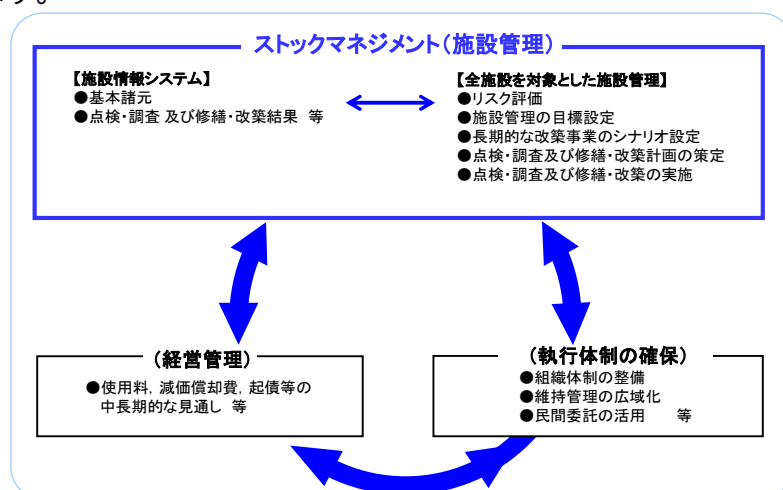 す。
ストックマネジメント（施設管理）
【施設情報システム】
●基本諸元
●点検・調査 及び修繕・改築結果 等
【全施設を対象とした施設管理】
●リスク評価
●施設管理の目標設定
●長期的な改築事業のシナリオ設定
●点検・調査及び修繕・改築計画の策定
●点検・調査及び修繕・改築の実施
（経営管理）
●使用料，減価償却費，起債等の
中長期的な見通し 等
（執行体制の確保）
●組織体制の整備
●維持管理の広域化
●民間委託の活用 等